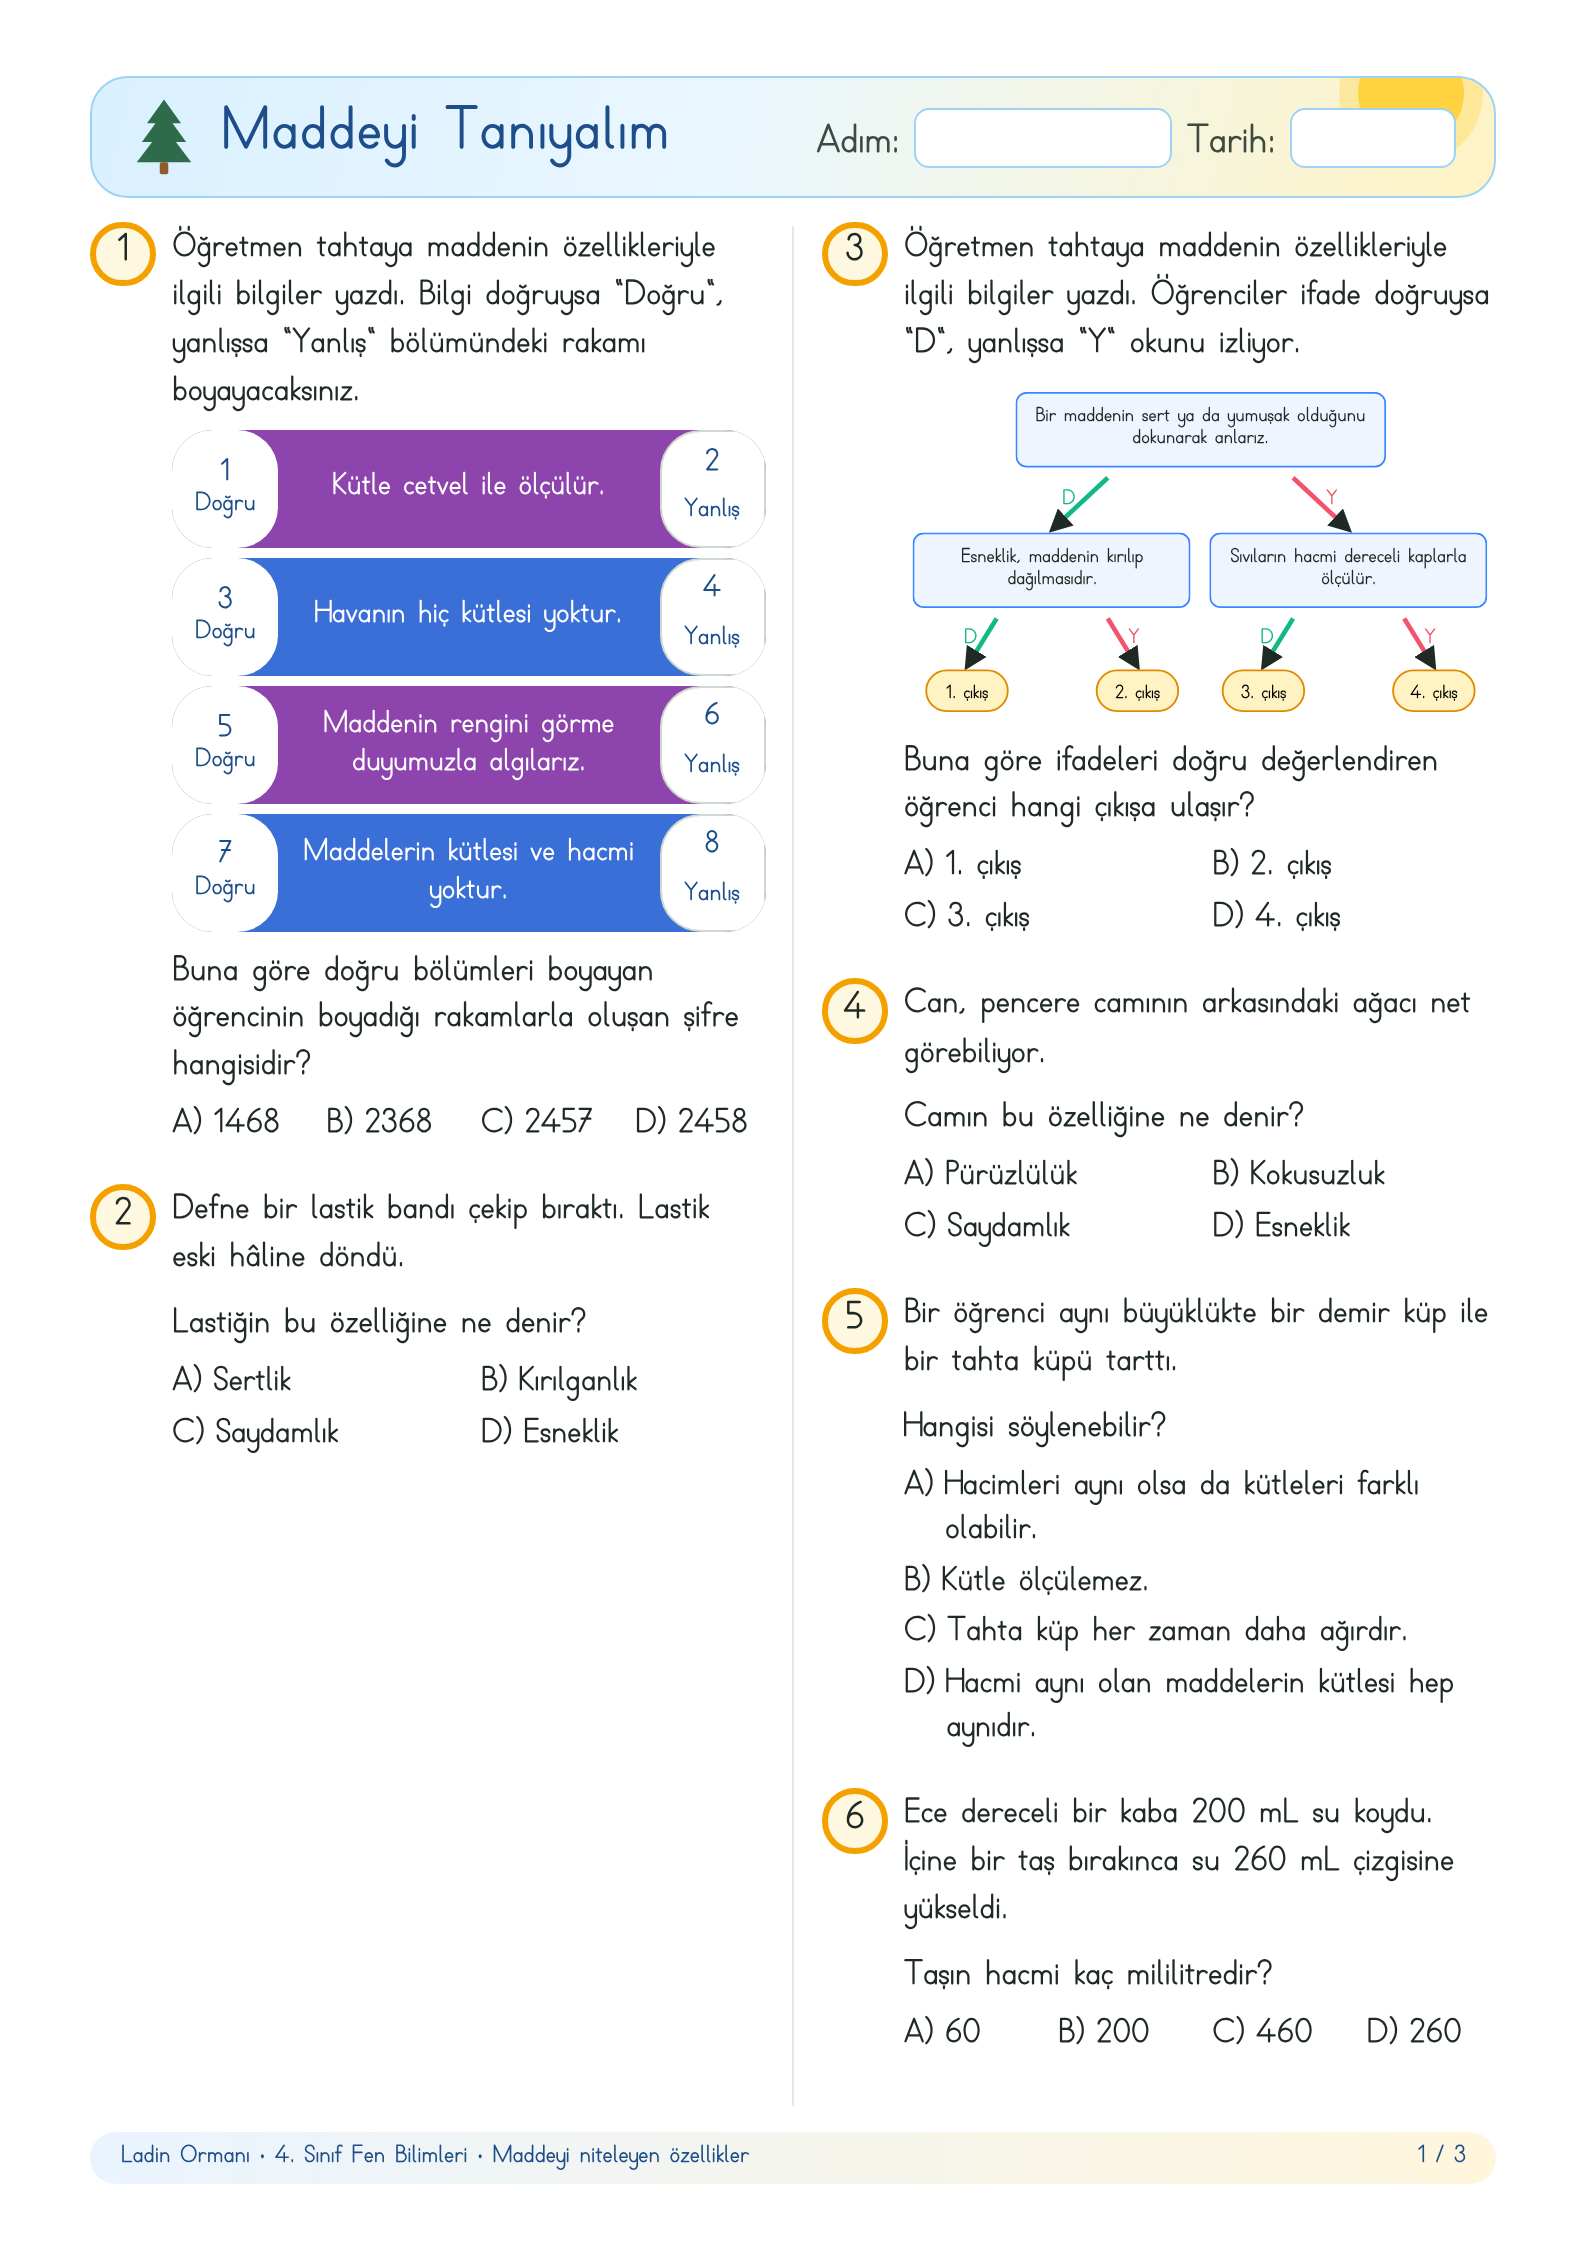 Maddeyi Tanıyalım
Adım:
Tarih:
1
Öğretmen tahtaya maddenin özellikleriyle
ilgili bilgiler yazdı. Bilgi doğruysa "Doğru",
yanlışsa "Yanlış" bölümündeki rakamı
boyayacaksınız.
1
Doğru
Kütle cetvel ile ölçülür.
2
Yanlış
3
Doğru
Havanın hiç kütlesi yoktur.
4
Yanlış
5
Doğru
Maddenin rengini görme
duyumuzla algılarız.
6
Yanlış
7
Doğru
Maddelerin kütlesi ve hacmi
yoktur.
8
Yanlış
Buna göre doğru bölümleri boyayan
öğrencinin boyadığı rakamlarla oluşan şifre
hangisidir?
A) 1468 B) 2368 C) 2457 D) 2458
2
Defne bir lastik bandı çekip bıraktı. Lastik
eski hâline döndü.
Lastiğin bu özelliğine ne denir?
A) Sertlik B) Kırılganlık
C) Saydamlık D) Esneklik
3
Öğretmen tahtaya maddenin özellikleriyle
ilgili bilgiler yazdı. Öğrenciler ifade doğruysa
"D", yanlışsa "Y" okunu izliyor.
Bir maddenin sert ya da yumuşak olduğunu
dokunarak anlarız.
D Y
Esneklik, maddenin kırılıp
dağılmasıdır.
Sıvıların hacmi dereceli kaplarla
ölçülür.
D Y D Y
1. çıkış 2. çıkış 3. çıkış 4. çıkış
Buna göre ifadeleri doğru değerlendiren
öğrenci hangi çıkışa ulaşır?
A) 1. çıkış B) 2. çıkış
C) 3. çıkış D) 4. çıkış
4
Can, pencere camının arkasındaki ağacı net
görebiliyor.
Camın bu özelliğine ne denir?
A) Pürüzlülük B) Kokusuzluk
C) Saydamlık D) Esneklik
5
Bir öğrenci aynı büyüklükte bir demir küp ile
bir tahta küpü tarttı.
Hangisi söylenebilir?
A) Hacimleri aynı olsa da kütleleri farklı
olabilir.
B) Kütle ölçülemez.
C) Tahta küp her zaman daha ağırdır.
D) Hacmi aynı olan maddelerin kütlesi hep
aynıdır.
6
Ece dereceli bir kaba 200 mL su koydu.
İçine bir taş bırakınca su 260 mL çizgisine
yükseldi.
Taşın hacmi kaç mililitredir?
A) 60 B) 200 C) 460 D) 260
Ladin Ormanı • 4. Sınıf Fen Bilimleri • Maddeyi niteleyen özellikler
1 / 3